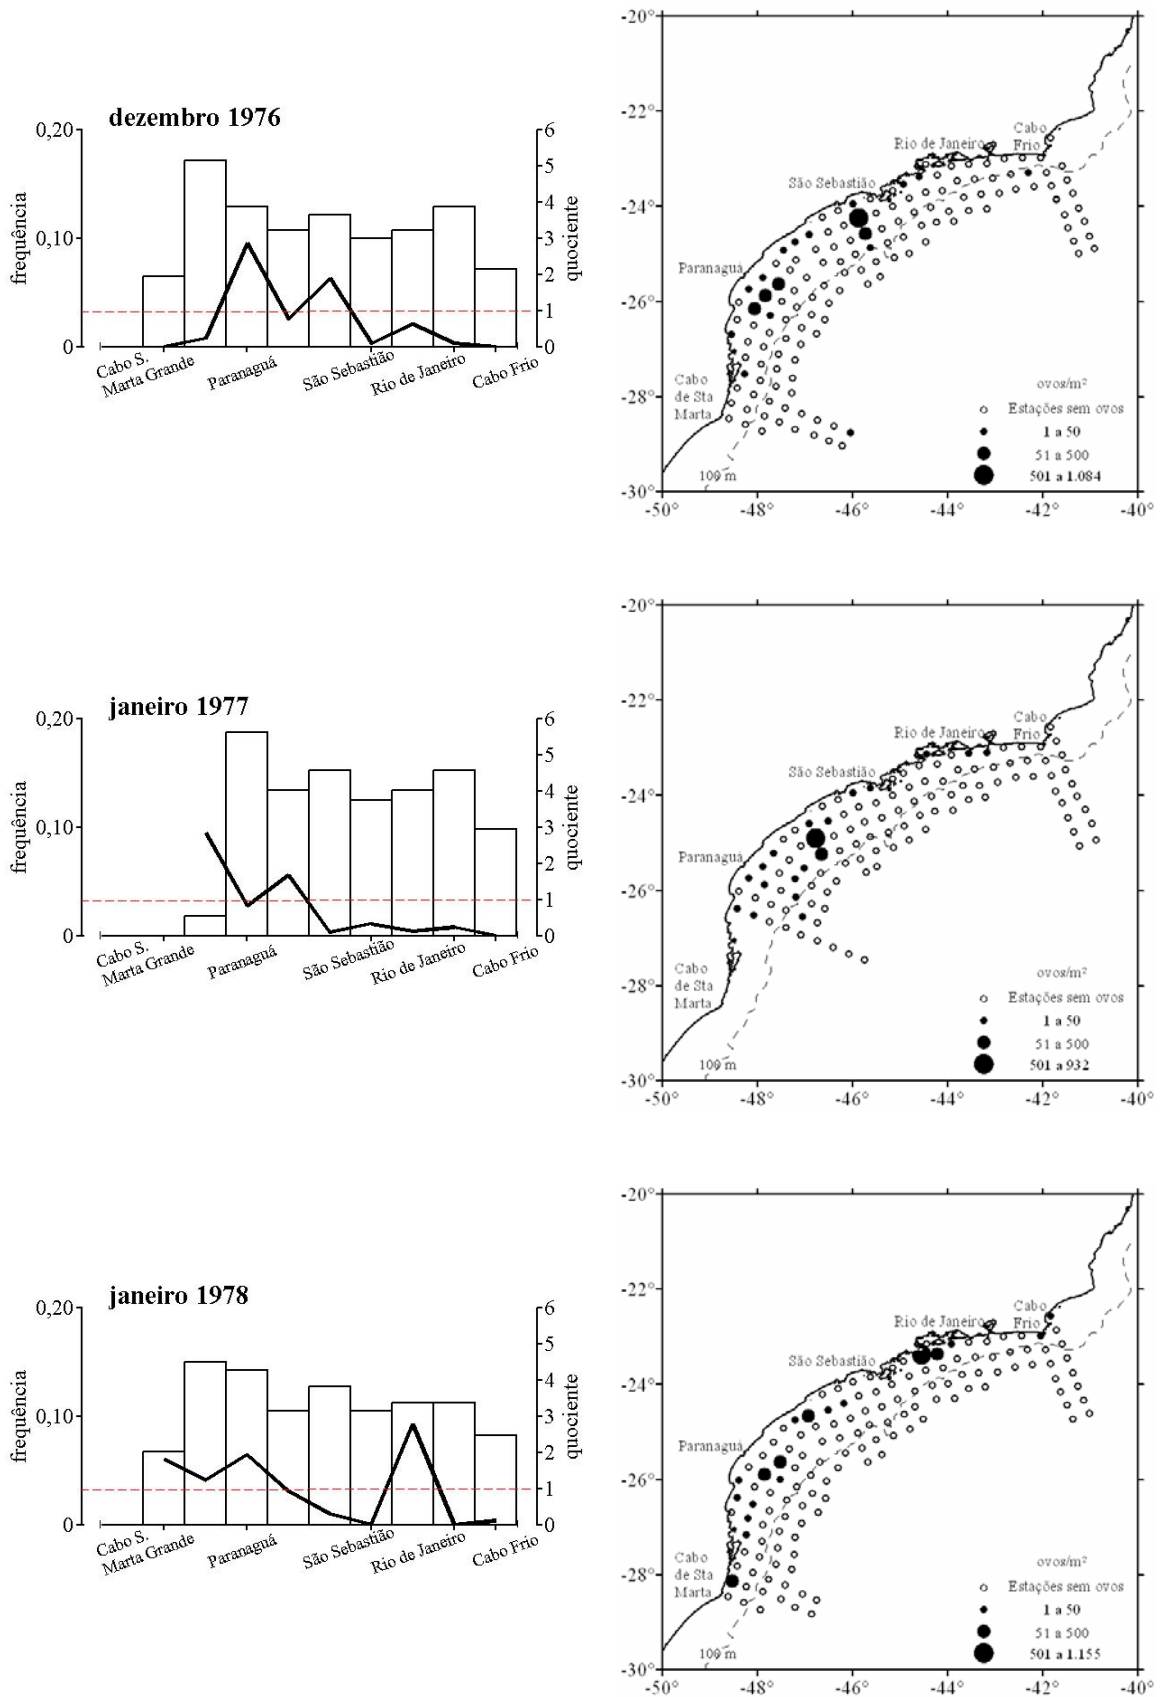 dezembro 1976
0,20
0,10
0
frequência
6
5
4
3
2
1
0
quociente
Cabo S.
Marta Grande
Paranaguá
São Sebastião
Rio de Janeiro
Cabo Frio
-20°
-22°
-24°
-26°
-28°
-30°
-50°
-48°
-46°
-44°
-42°
-40°
Cabo
Frio
Rio de Janeiro
São Sebastião
Paranaguá
Cabo
de Sta
Marta
100 m
ovos/m²
Estações sem ovos
1 a 50
51 a 500
501 a 1.084
janeiro 1977
0,20
0,10
0
frequência
6
5
4
3
2
1
0
quociente
Cabo S.
Marta Grande
Paranaguá
São Sebastião
Rio de Janeiro
Cabo Frio
-20°
-22°
-24°
-26°
-28°
-30°
-50°
-48°
-46°
-44°
-42°
-40°
Cabo
Frio
Rio de Janeiro
São Sebastião
Paranaguá
Cabo
de Sta
Marta
100 m
ovos/m²
Estações sem ovos
1 a 50
51 a 500
501 a 932
janeiro 1978
0,20
0,10
0
frequência
6
5
4
3
2
1
0
quociente
Cabo S.
Marta Grande
Paranaguá
São Sebastião
Rio de Janeiro
Cabo Frio
-20°
-22°
-24°
-26°
-28°
-30°
-50°
-48°
-46°
-44°
-42°
-40°
Cabo
Frio
Rio de Janeiro
São Sebastião
Paranaguá
Cabo
de Sta
Marta
100 m
ovos/m²
Estações sem ovos
1 a 50
51 a 500
501 a 1.155